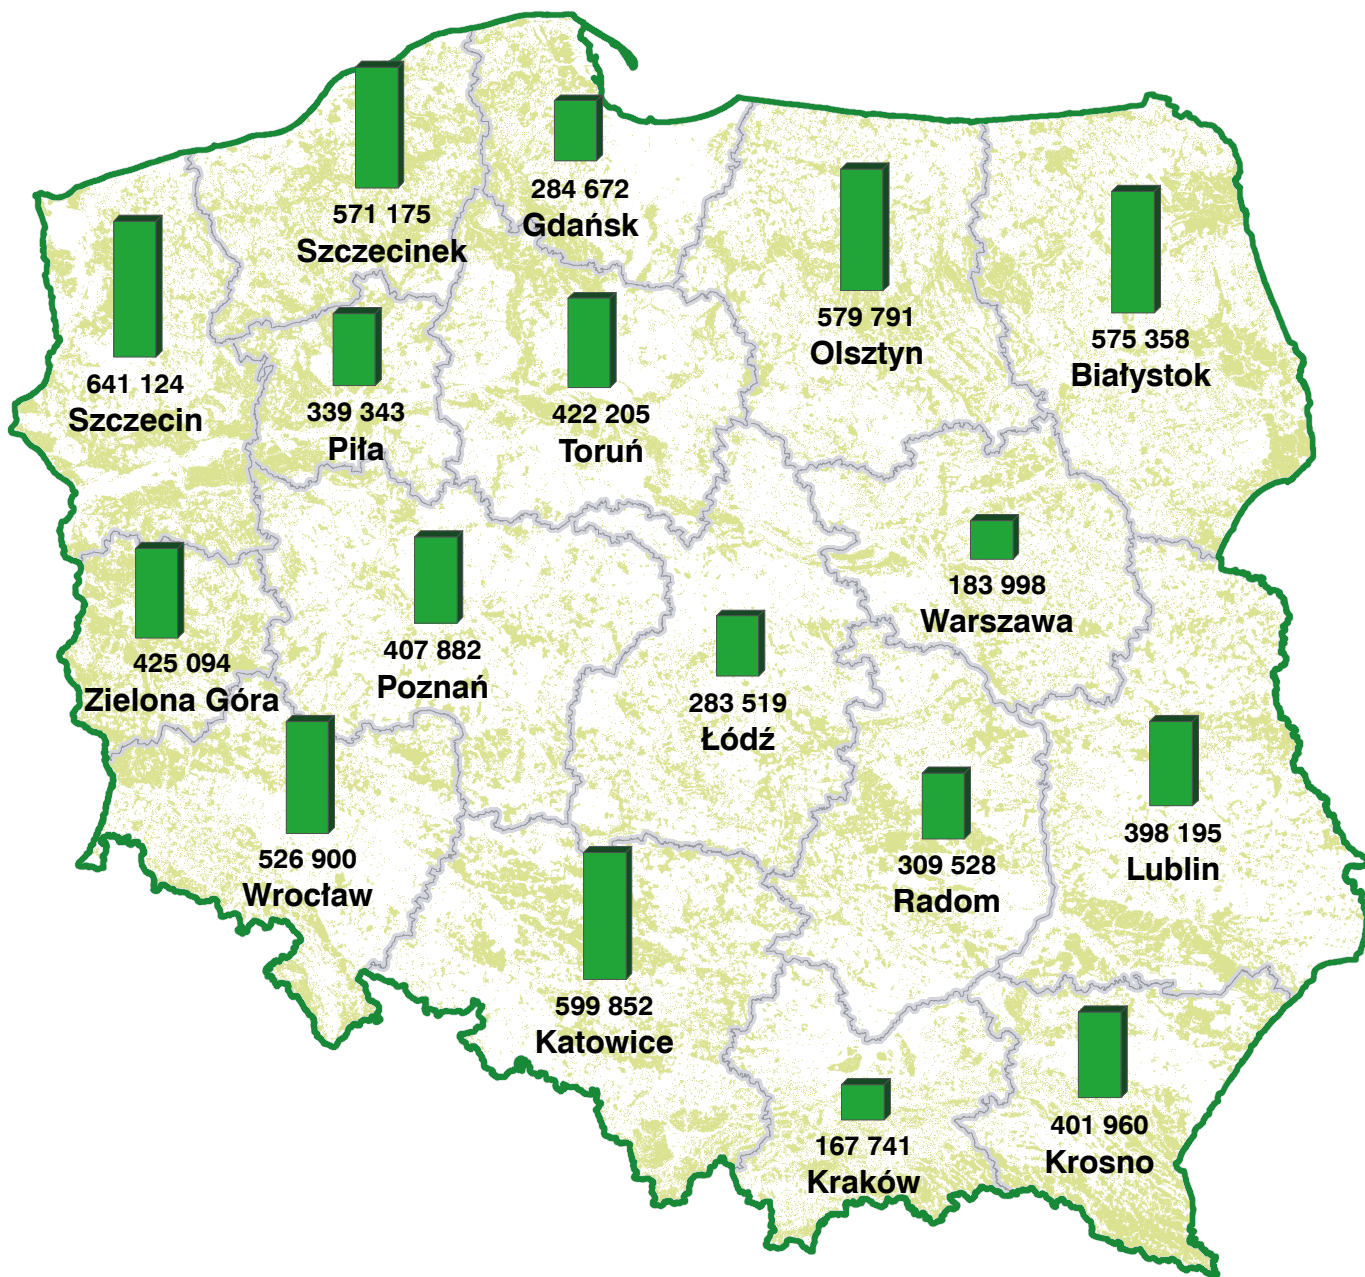 571 175
Szczecinek
284 672
Gdańsk
579 791
Olsztyn
575 358
Białystok
641 124
Szczecin
339 343
Piła
422 205
Toruń
183 998
Warszawa
425 094
Zielona Góra
407 882
Poznań
283 519
Łódź
526 900
Wrocław
309 528
Radom
398 195
Lublin
599 852
Katowice
167 741
Kraków
401 960
Krosno